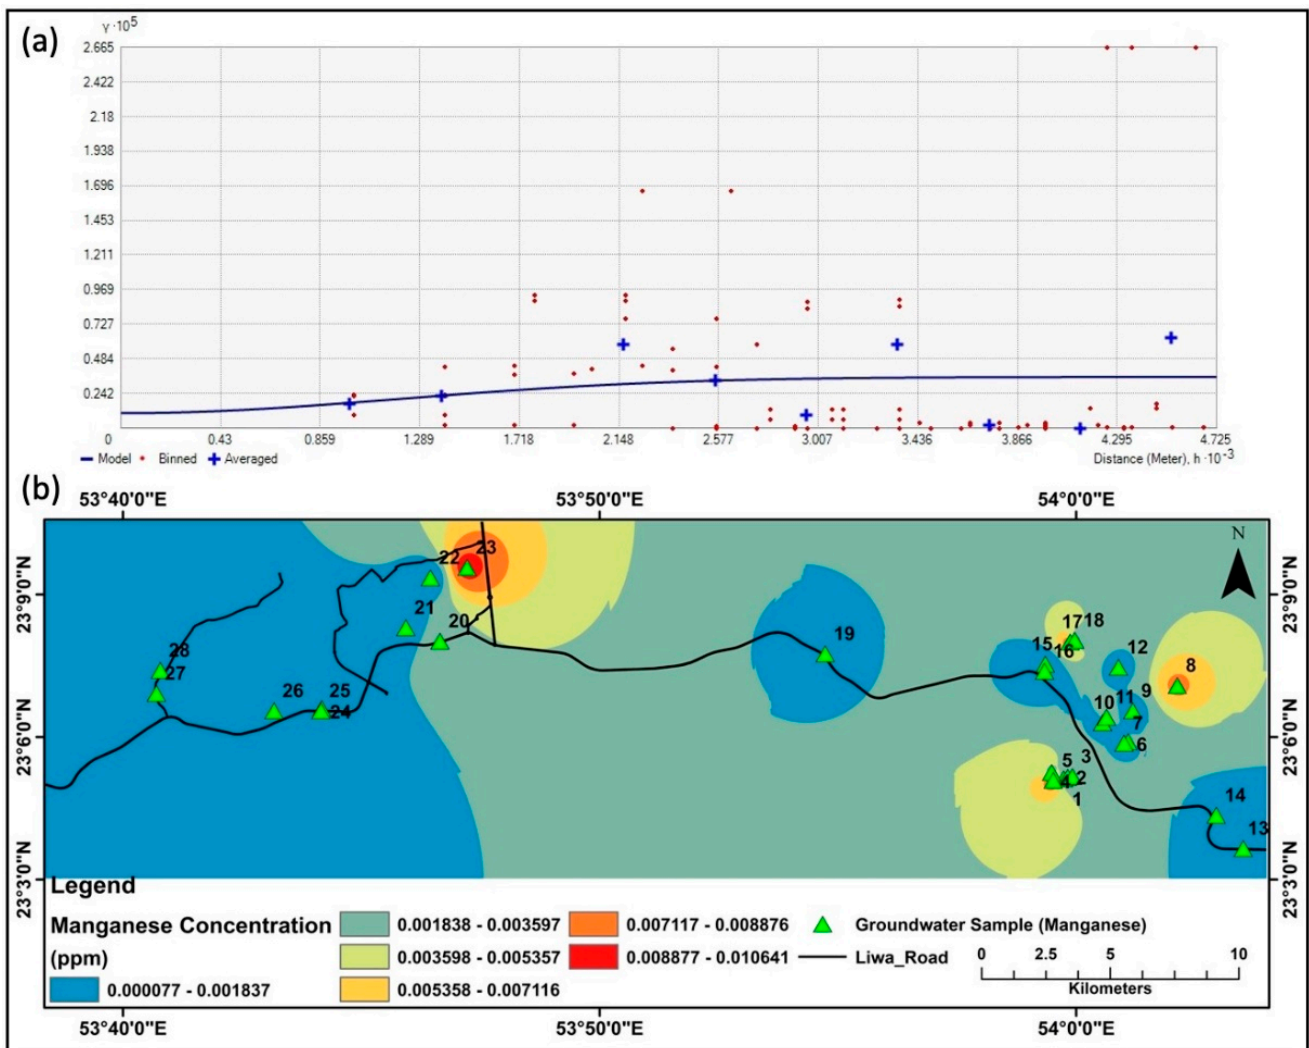 (a)
γ·10⁵
2.665
2.422
2.18
1.938
1.696
1.453
1.211
0.969
0.727
0.484
0.242
0 0.43 0.859 1.289 1.718 2.148 2.577 3.007 3.436 3.866 4.295 4.725
Model Binned Averaged
Distance (Meter), h·10⁻³
(b)
53°40'0"E 53°50'0"E 54°0'0"E
N
23°9'0"N 23°9'0"N
23°6'0"N 23°6'0"N
23°3'0"N 23°3'0"N
22 23
21 20
28
27
26 25
24
19
17 18
15
16
12
8
10 11 9
7
6
5 3
4 2
1
14
13
Legend
Manganese Concentration
(ppm)
0.000077 - 0.001837
0.001838 - 0.003597
0.003598 - 0.005357
0.005358 - 0.007116
0.007117 - 0.008876
0.008877 - 0.010641
Groundwater Sample (Manganese)
Liwa_Road
0 2.5 5 10
Kilometers
53°40'0"E 53°50'0"E 54°0'0"E